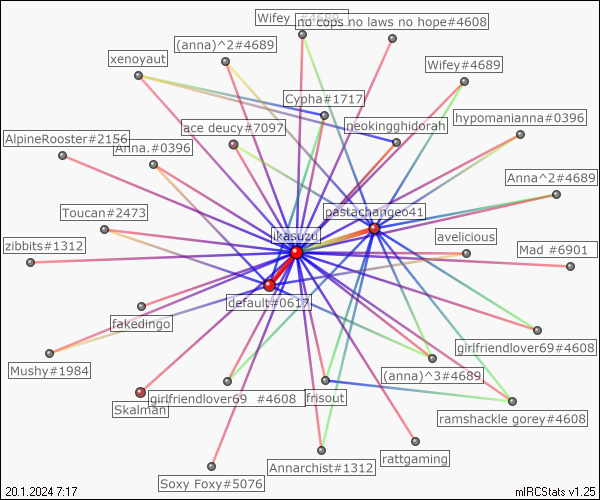 Wifey #4689
no cops no laws no hope#4608
(anna)^2#4689
xenoyaut
Wifey#4689
Cypha#1717
hypomanianna#0396
ace deucy#7097
neokingghidorah
AlpineRooster#2156
Anna.#0396
Anna^2#4689
Toucan#2473
pastachange041
ikasuzu
avelicious
zibbits#1312
Mad #6901
default#0617
fakedingo
girlfriendlover69#4608
Mushy#1984
(anna)^3#4689
girlfriendlover69 #4608
frisout
Skalman
ramshackle gorey#4608
rattgaming
Annarchist#1312
Soxy Foxy#5076
20.1.2024 7:17
mIRCStats v1.25